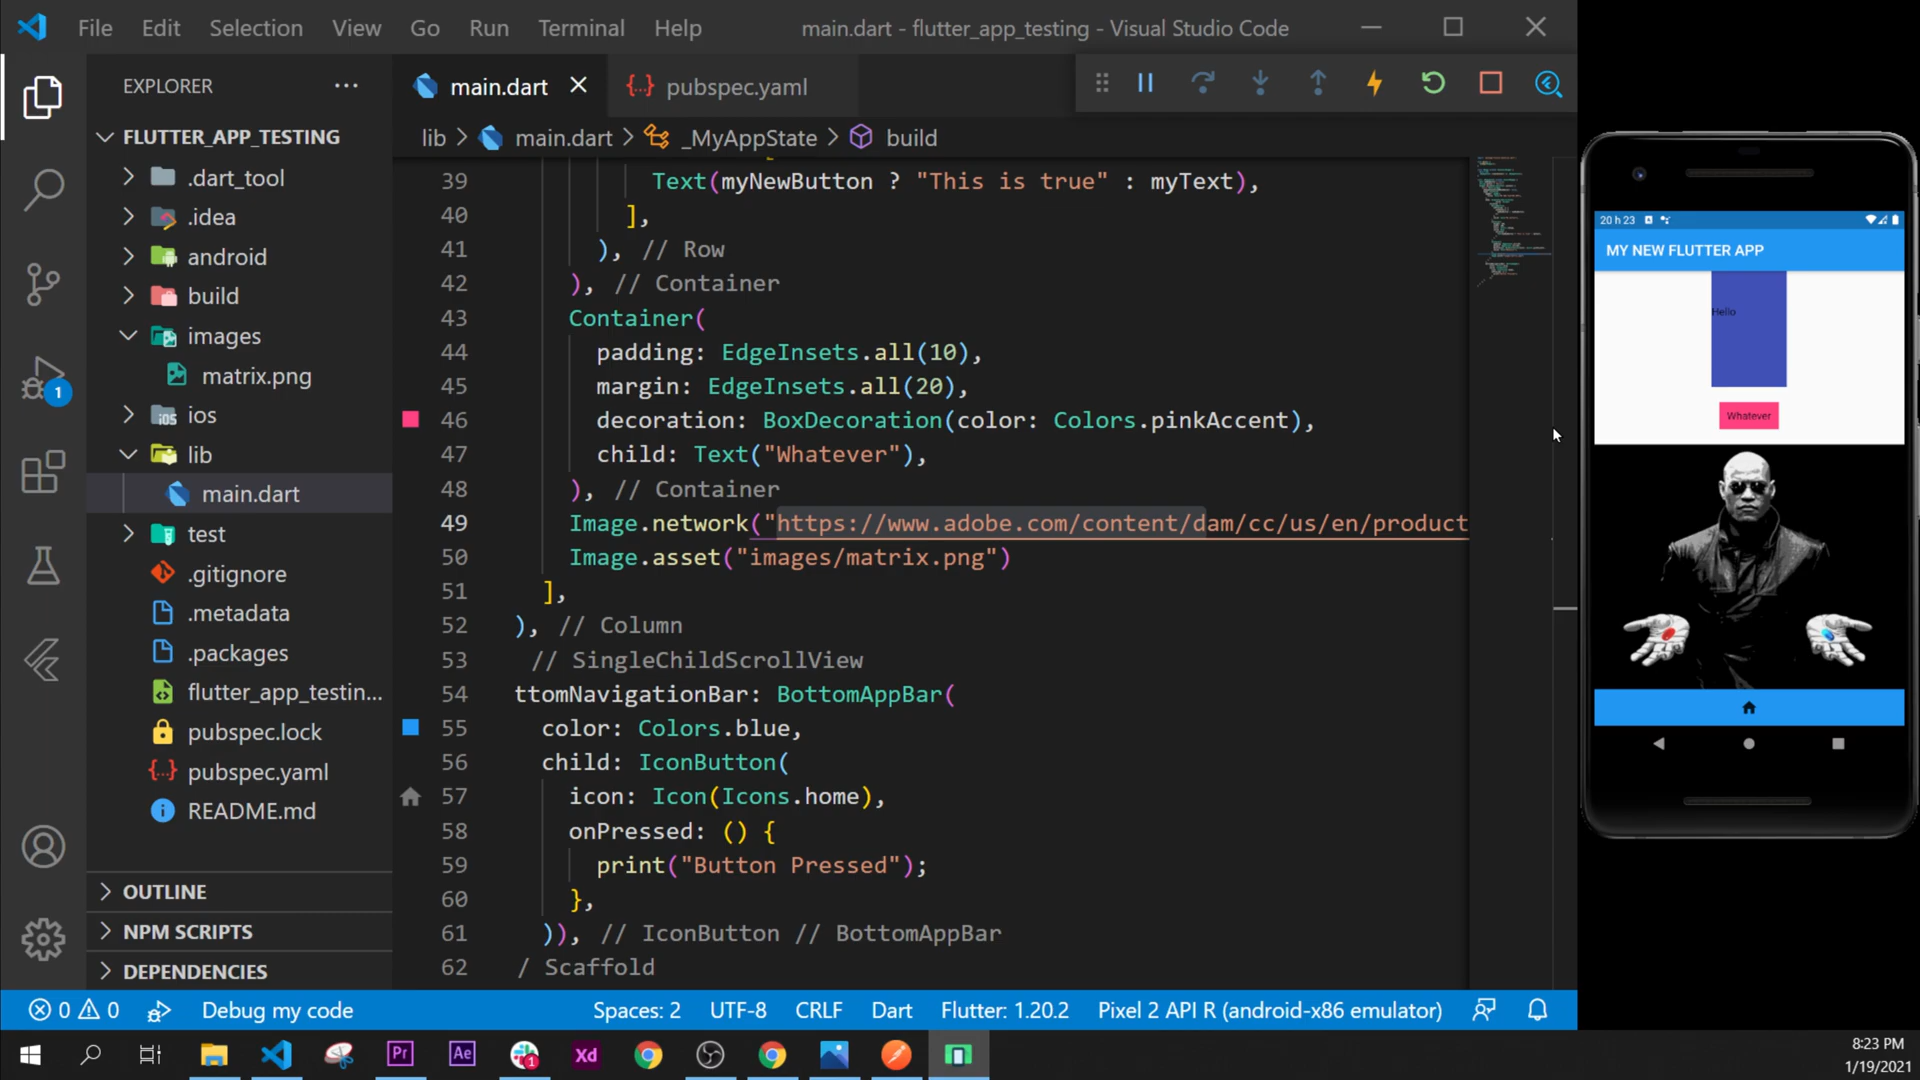 File Edit Selection View Go Run Terminal Help main.dart - flutter_app_testing - Visual Studio Code
EXPLORER
main.dart
pubspec.yaml
lib > main.dart > _MyAppState > build
FLUTTER_APP_TESTING
.dart_tool
.idea
android
build
images
matrix.png
ios
lib
main.dart
test
.gitignore
.metadata
.packages
flutter_app_testin...
pubspec.lock
pubspec.yaml
README.md
OUTLINE
NPM SCRIPTS
DEPENDENCIES
1
39 Text(myNewButton ? "This is true" : myText),
40 ],
41 ), // Row
42 ), // Container
43 Container(
44 padding: EdgeInsets.all(10),
45 margin: EdgeInsets.all(20),
46 decoration: BoxDecoration(color: Colors.pinkAccent),
47 child: Text("Whatever"),
48 ), // Container
49 Image.network("https://www.adobe.com/content/dam/cc/us/en/product
50 Image.asset("images/matrix.png")
51 ],
52 ), // Column
53 // SingleChildScrollView
54 ttomNavigationBar: BottomAppBar(
55 color: Colors.blue,
56 child: IconButton(
57 icon: Icon(Icons.home),
58 onPressed: () {
59 print("Button Pressed");
60 },
61 )), // IconButton // BottomAppBar
62 / Scaffold
20 h 23
MY NEW FLUTTER APP
Hello
Whatever
0 0 Debug my code Spaces: 2 UTF-8 CRLF Dart Flutter: 1.20.2 Pixel 2 API R (android-x86 emulator)
Pr Ae 1 Xd
8:23 PM
1/19/2021